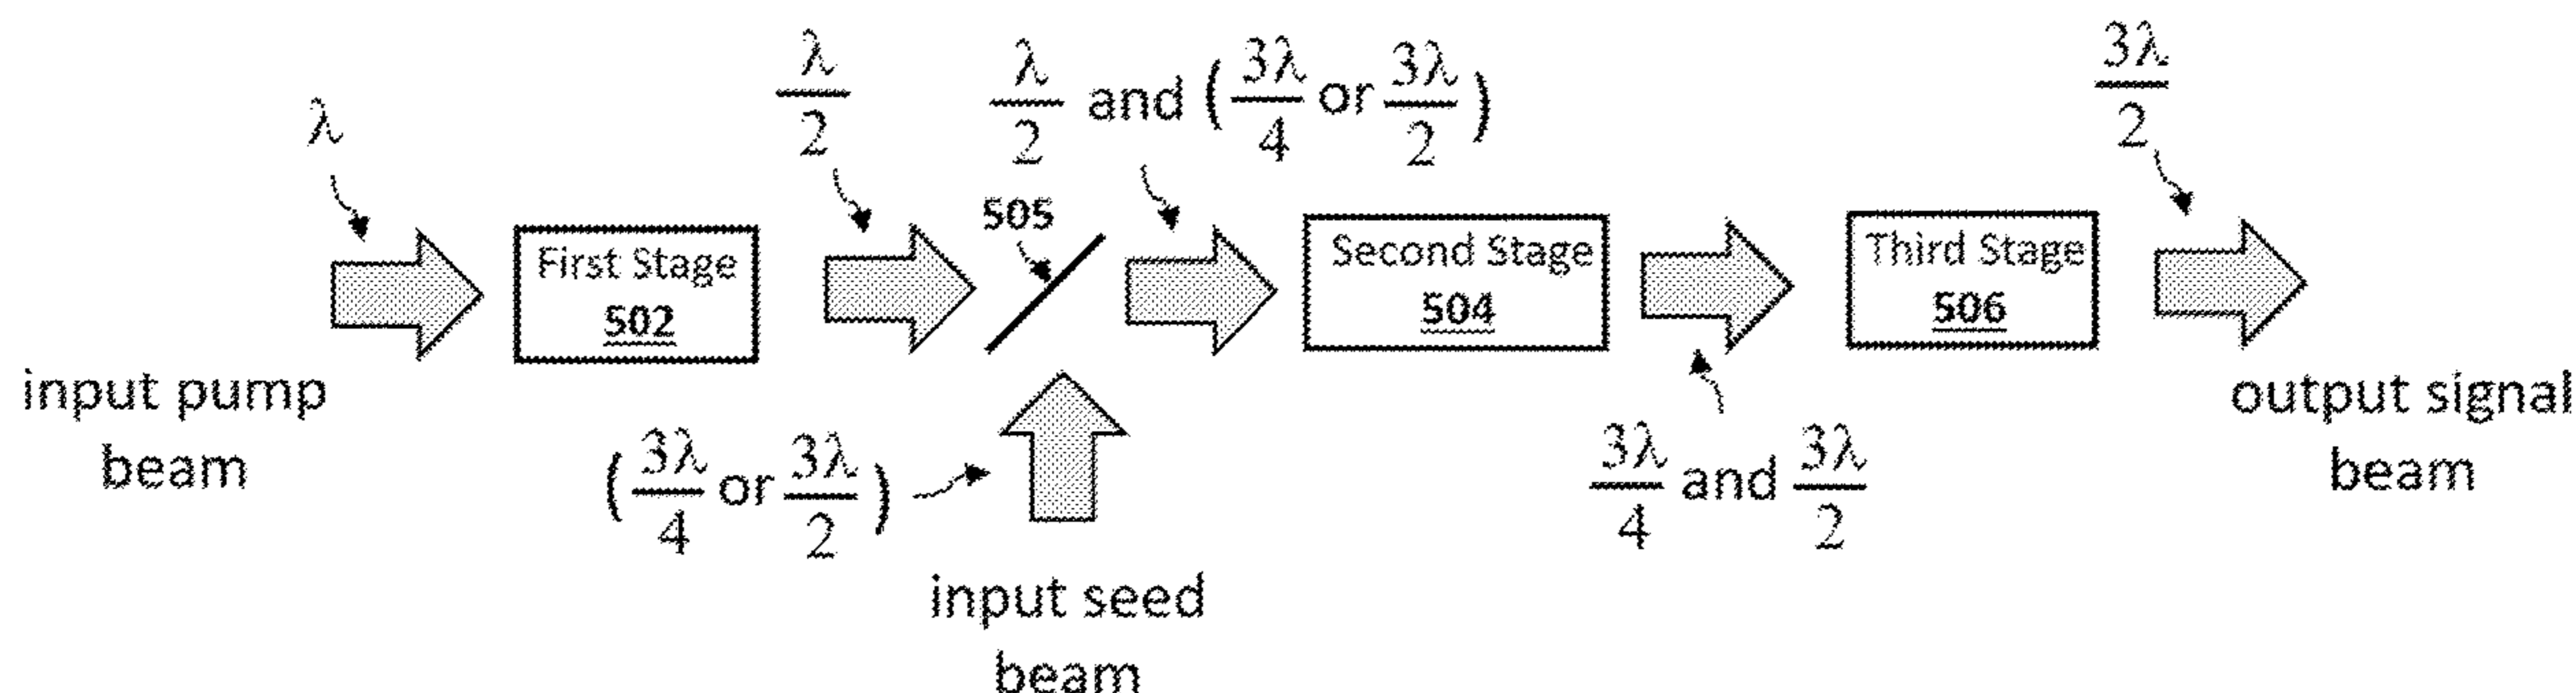 λ
λ/2
λ/2 and (3λ/4 or 3λ/2)
3λ/2
505
First Stage
502
Second Stage
504
Third Stage
506
input pump
beam
(3λ/4 or 3λ/2)
input seed
beam
3λ/4 and 3λ/2
output signal
beam